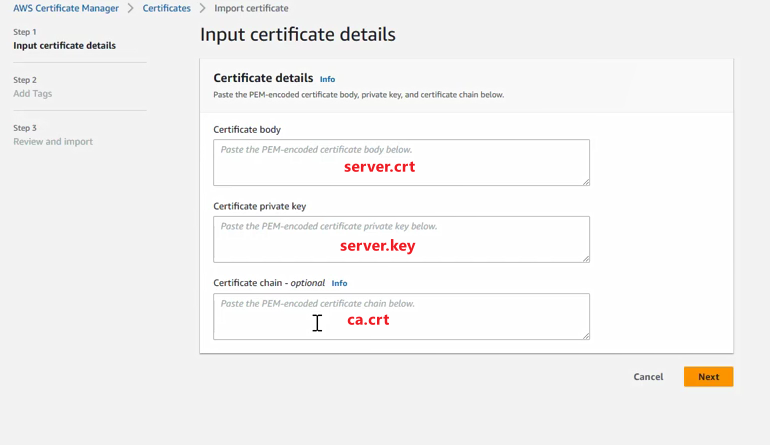 AWS Certificate Manager > Certificates > Import certificate
Step 1
Input certificate details
Step 2
Add Tags
Step 3
Review and import
Input certificate details
Certificate details Info
Paste the PEM-encoded certificate body, private key, and certificate chain below.
Certificate body
Paste the PEM-encoded certificate body below.
server.crt
Certificate private key
Paste the PEM-encoded certificate private key below.
server.key
Certificate chain - optional Info
Paste the PEM-encoded certificate chain below.
ca.crt
Cancel Next